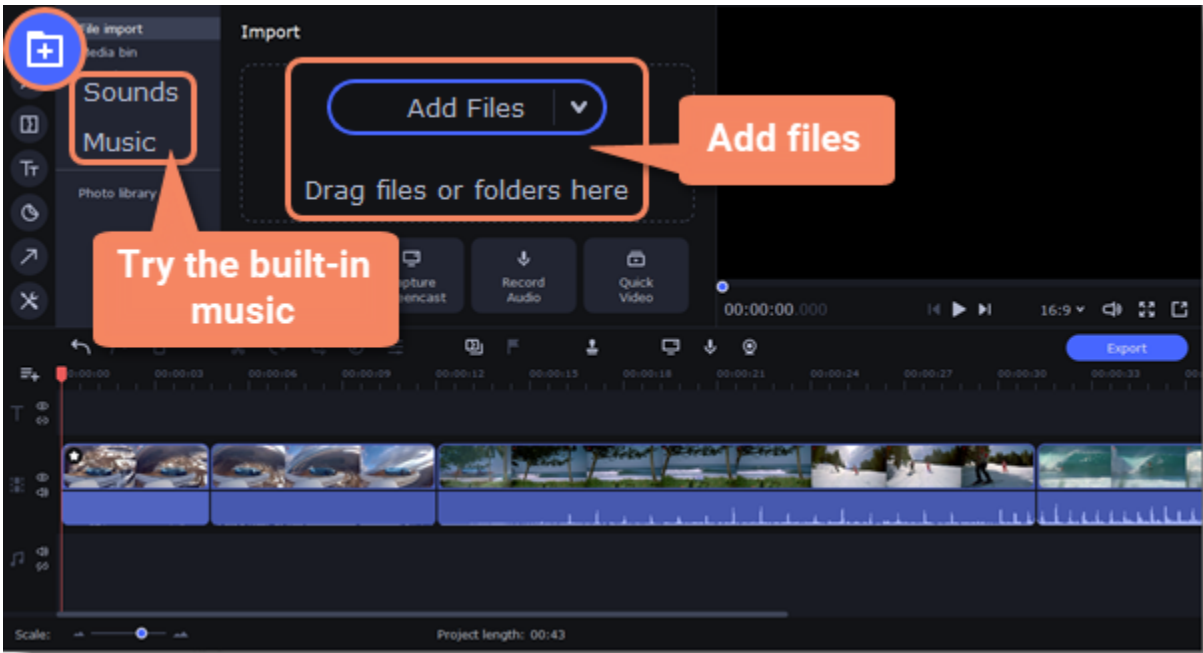 File import
Import
Media bin
Sounds
Add Files
Add files
Music
Drag files or folders here
Photo library
Try the built-in
music
Record
Audio
Quick
Video
00:00:00.000
16:9
Export
00:00:03 00:00:06 00:00:09 00:00:12 00:00:15 00:00:18 00:00:21 00:00:24 00:00:27 00:00:30 00:00:33
Scale:
Project length: 00:43